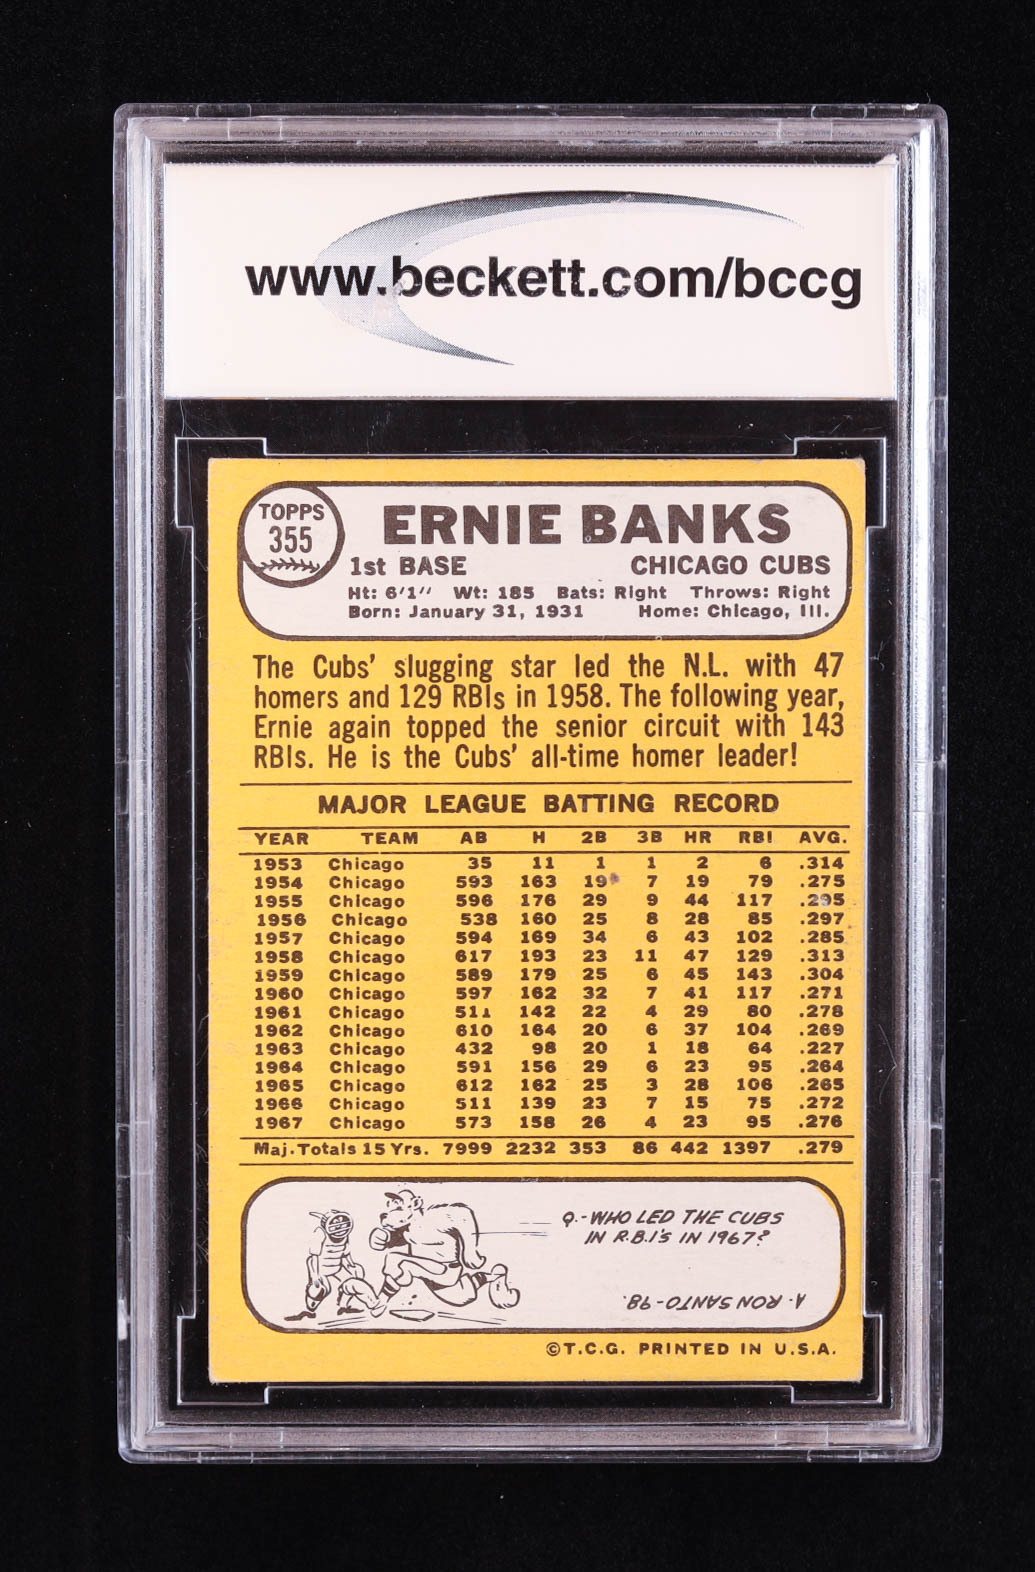 www.beckett.com/bccg
TOPPS
355
ERNIE BANKS
1st BASE CHICAGO CUBS
Ht: 6'1" Wt: 185 Bats: Right Throws: Right
Born: January 31, 1931 Home: Chicago, Ill.
The Cubs' slugging star led the N.L. with 47
homers and 129 RBIs in 1958. The following year,
Ernie again topped the senior circuit with 143
RBIs. He is the Cubs' all-time homer leader!
MAJOR LEAGUE BATTING RECORD
YEAR TEAM AB H 2B 3B HR RBI AVG.
1953 Chicago 35 11 1 1 2 6 .314
1954 Chicago 593 163 19 7 19 79 .275
1955 Chicago 596 176 29 9 44 117 .295
1956 Chicago 538 160 25 8 28 85 .297
1957 Chicago 594 169 34 6 43 102 .285
1958 Chicago 617 193 23 11 47 129 .313
1959 Chicago 589 179 25 6 45 143 .304
1960 Chicago 597 162 32 7 41 117 .271
1961 Chicago 511 142 22 4 29 80 .278
1962 Chicago 610 164 20 6 37 104 .269
1963 Chicago 432 98 20 1 18 64 .227
1964 Chicago 591 156 29 6 23 95 .264
1965 Chicago 612 162 25 3 28 106 .265
1966 Chicago 511 139 23 7 15 75 .272
1967 Chicago 573 158 26 4 23 95 .276
Maj. Totals 15 Yrs. 7999 2232 353 86 442 1397 .279
Q.-WHO LED THE CUBS
IN R.B.I'S IN 1967?
A. RON SANTO-98.
©T.C.G. PRINTED IN U.S.A.